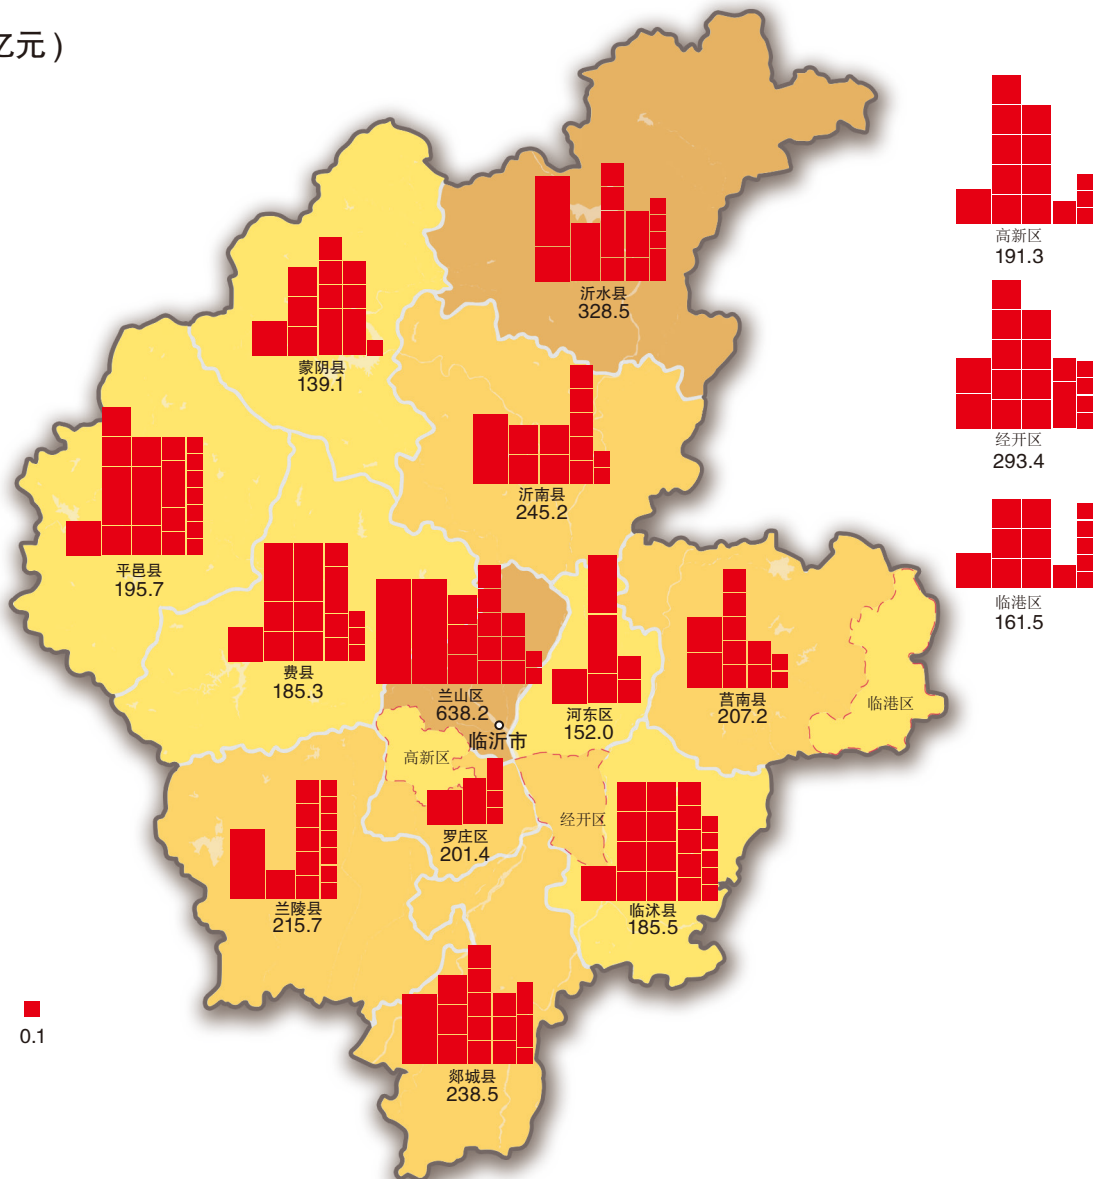 亿元）
高新区
191.3
沂水县
328.5
蒙阴县
139.1
经开区
293.4
沂南县
245.2
平邑县
195.7
临港区
161.5
费县
185.3
兰山区
638.2
临沂市
河东区
152.0
莒南县
207.2
临港区
高新区
罗庄区
201.4
经开区
兰陵县
215.7
临沭县
185.5
0.1
郯城县
238.5